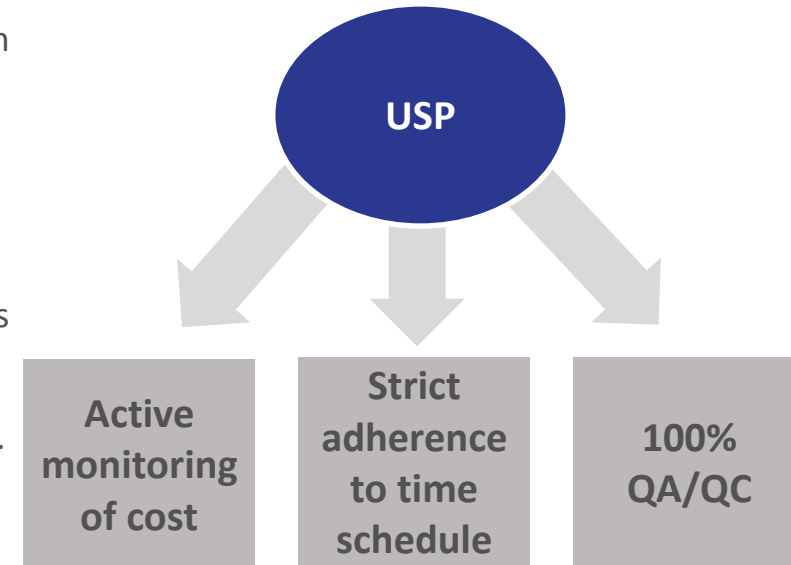 n
USP
s
.
Active
monitoring
of cost
Strict
adherence
to time
schedule
100%
QA/QC